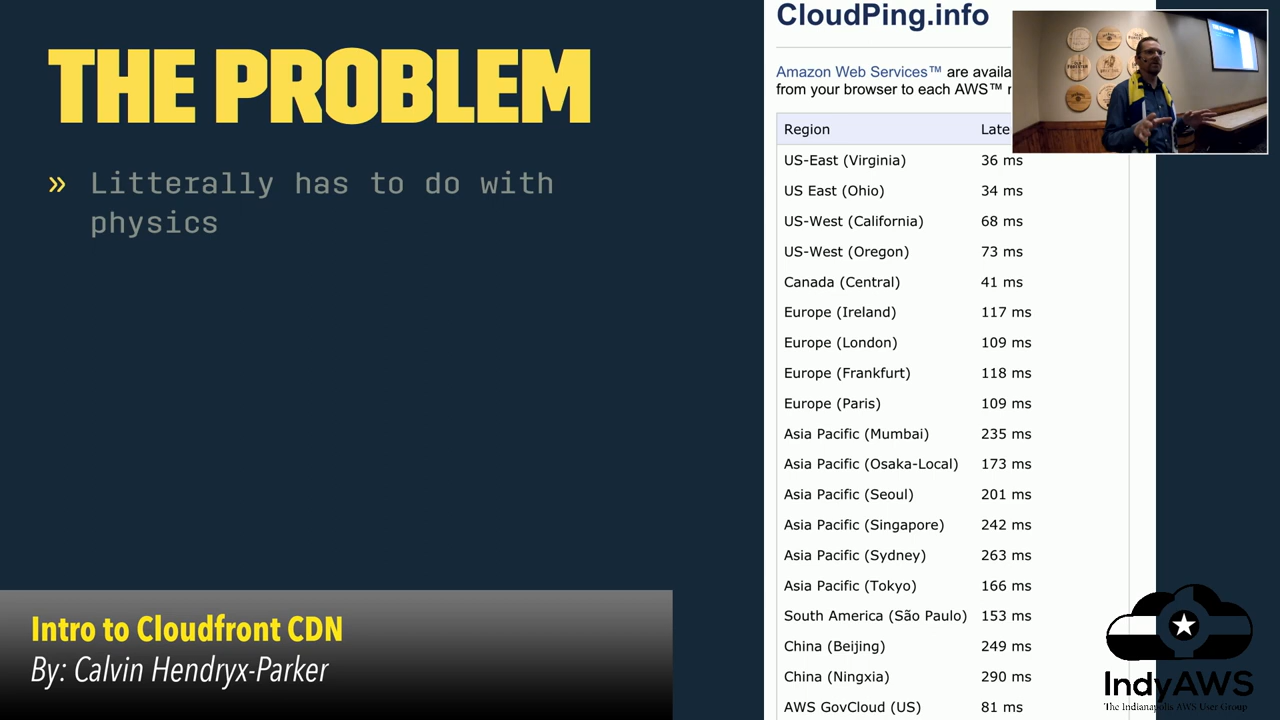 THE PROBLEM
» Litterally has to do with
physics
CloudPing.info
Amazon Web Services™ are availa
from your browser to each AWS™
Region Late
US-East (Virginia) 36 ms
US East (Ohio) 34 ms
US-West (California) 68 ms
US-West (Oregon) 73 ms
Canada (Central) 41 ms
Europe (Ireland) 117 ms
Europe (London) 109 ms
Europe (Frankfurt) 118 ms
Europe (Paris) 109 ms
Asia Pacific (Mumbai) 235 ms
Asia Pacific (Osaka-Local) 173 ms
Asia Pacific (Seoul) 201 ms
Asia Pacific (Singapore) 242 ms
Asia Pacific (Sydney) 263 ms
Asia Pacific (Tokyo) 166 ms
South America (São Paulo) 153 ms
China (Beijing) 249 ms
China (Ningxia) 290 ms
AWS GovCloud (US) 81 ms
Intro to Cloudfront CDN
By: Calvin Hendryx-Parker
IndyAWS
The Indianapolis AWS User Group